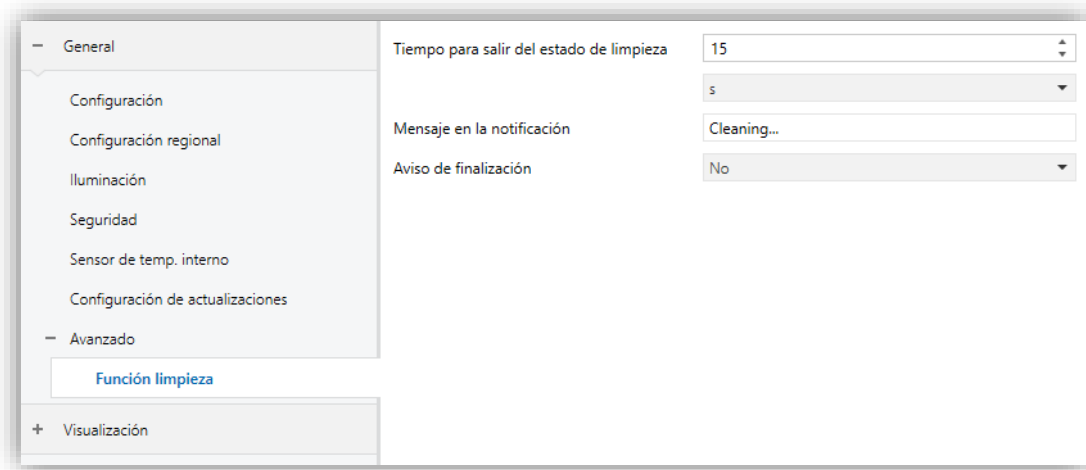 General
Configuración
Configuración regional
Iluminación
Seguridad
Sensor de temp. interno
Configuración de actualizaciones
Avanzado
Función limpieza
Visualización
Tiempo para salir del estado de limpieza 15
s
Mensaje en la notificación Cleaning...
Aviso de finalización No